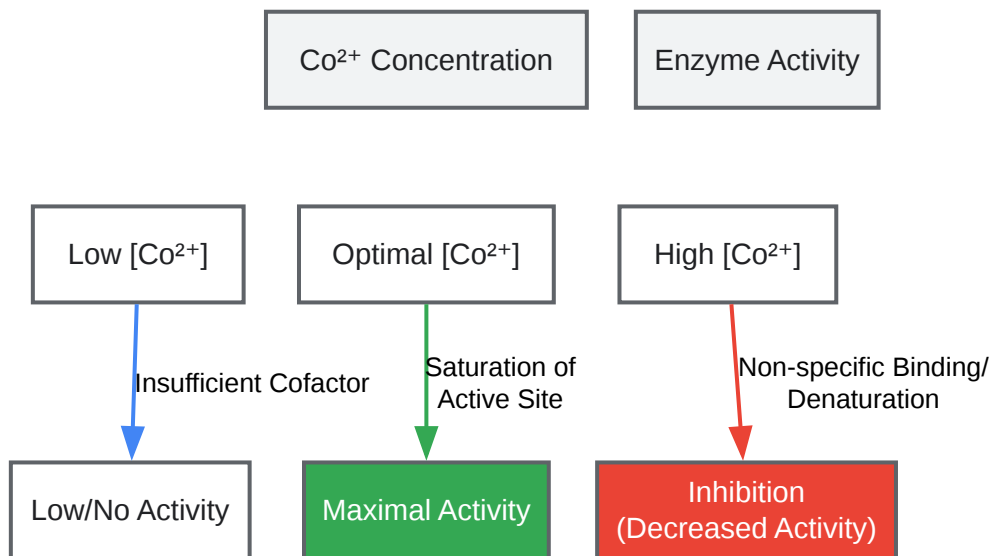 Co²⁺ Concentration
Enzyme Activity
Low [Co²⁺]
Optimal [Co²⁺]
High [Co²⁺]
Insufficient Cofactor
Saturation of
Active Site
Non-specific Binding/
Denaturation
Low/No Activity
Maximal Activity
Inhibition
(Decreased Activity)